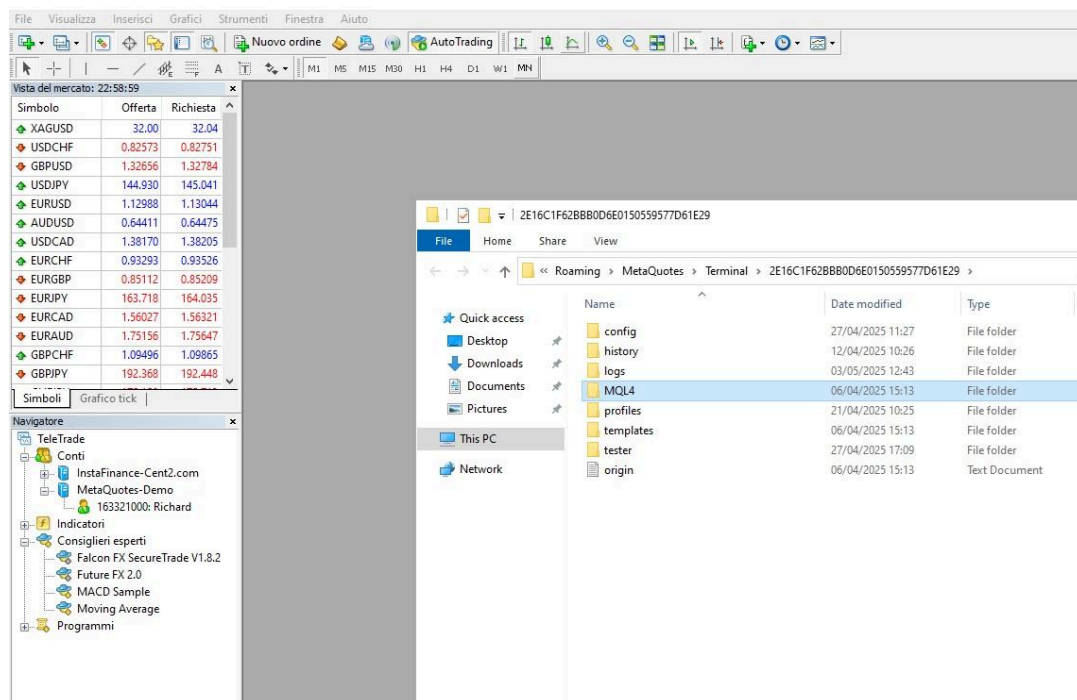 File Visualizza Inserisci Grafici Strumenti Finestra Aiuto
Nuovo ordine AutoTrading
A T M1 M5 M15 M30 H1 H4 D1 W1 MN
Vista del mercato: 22:58:59
Simbolo Offerta Richiesta
XAGUSD 32.00 32.04
USDCHF 0.82573 0.82751
GBPUSD 1.32656 1.32784
USDJPY 144.930 145.041
EURUSD 1.12988 1.13044
AUDUSD 0.64411 0.64475
USDCAD 1.38170 1.38205
EURCHF 0.93293 0.93526
EURGBP 0.85112 0.85209
EURJPY 163.718 164.035
EURCAD 1.56027 1.56321
EURAUD 1.75156 1.75647
GBPCHF 1.09496 1.09865
GBPJPY 192.368 192.448
Simboli Grafico tick
Navigatore
TeleTrade
Conti
InstaFinance-Cent2.com
MetaQuotes-Demo
163321000: Richard
Indicatori
Consiglieri esperti
Falcon FX SecureTrade V1.8.2
Future FX 2.0
MACD Sample
Moving Average
Programmi
2E16C1F62BBB0D6E0150559577D61E29
File Home Share View
« Roaming > MetaQuotes > Terminal > 2E16C1F62BBB0D6E0150559577D61E29 >
Quick access
Desktop
Downloads
Documents
Pictures
This PC
Network
Name Date modified Type
config 27/04/2025 11:27 File folder
history 12/04/2025 10:26 File folder
logs 03/05/2025 12:43 File folder
MQL4 06/04/2025 15:13 File folder
profiles 21/04/2025 10:25 File folder
templates 06/04/2025 15:13 File folder
tester 27/04/2025 17:09 File folder
origin 06/04/2025 15:13 Text Document